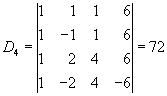 D₄ = |1 1 1 6|
|1 -1 1 6|
|1 2 4 6|
|1 -2 4 -6| = 72